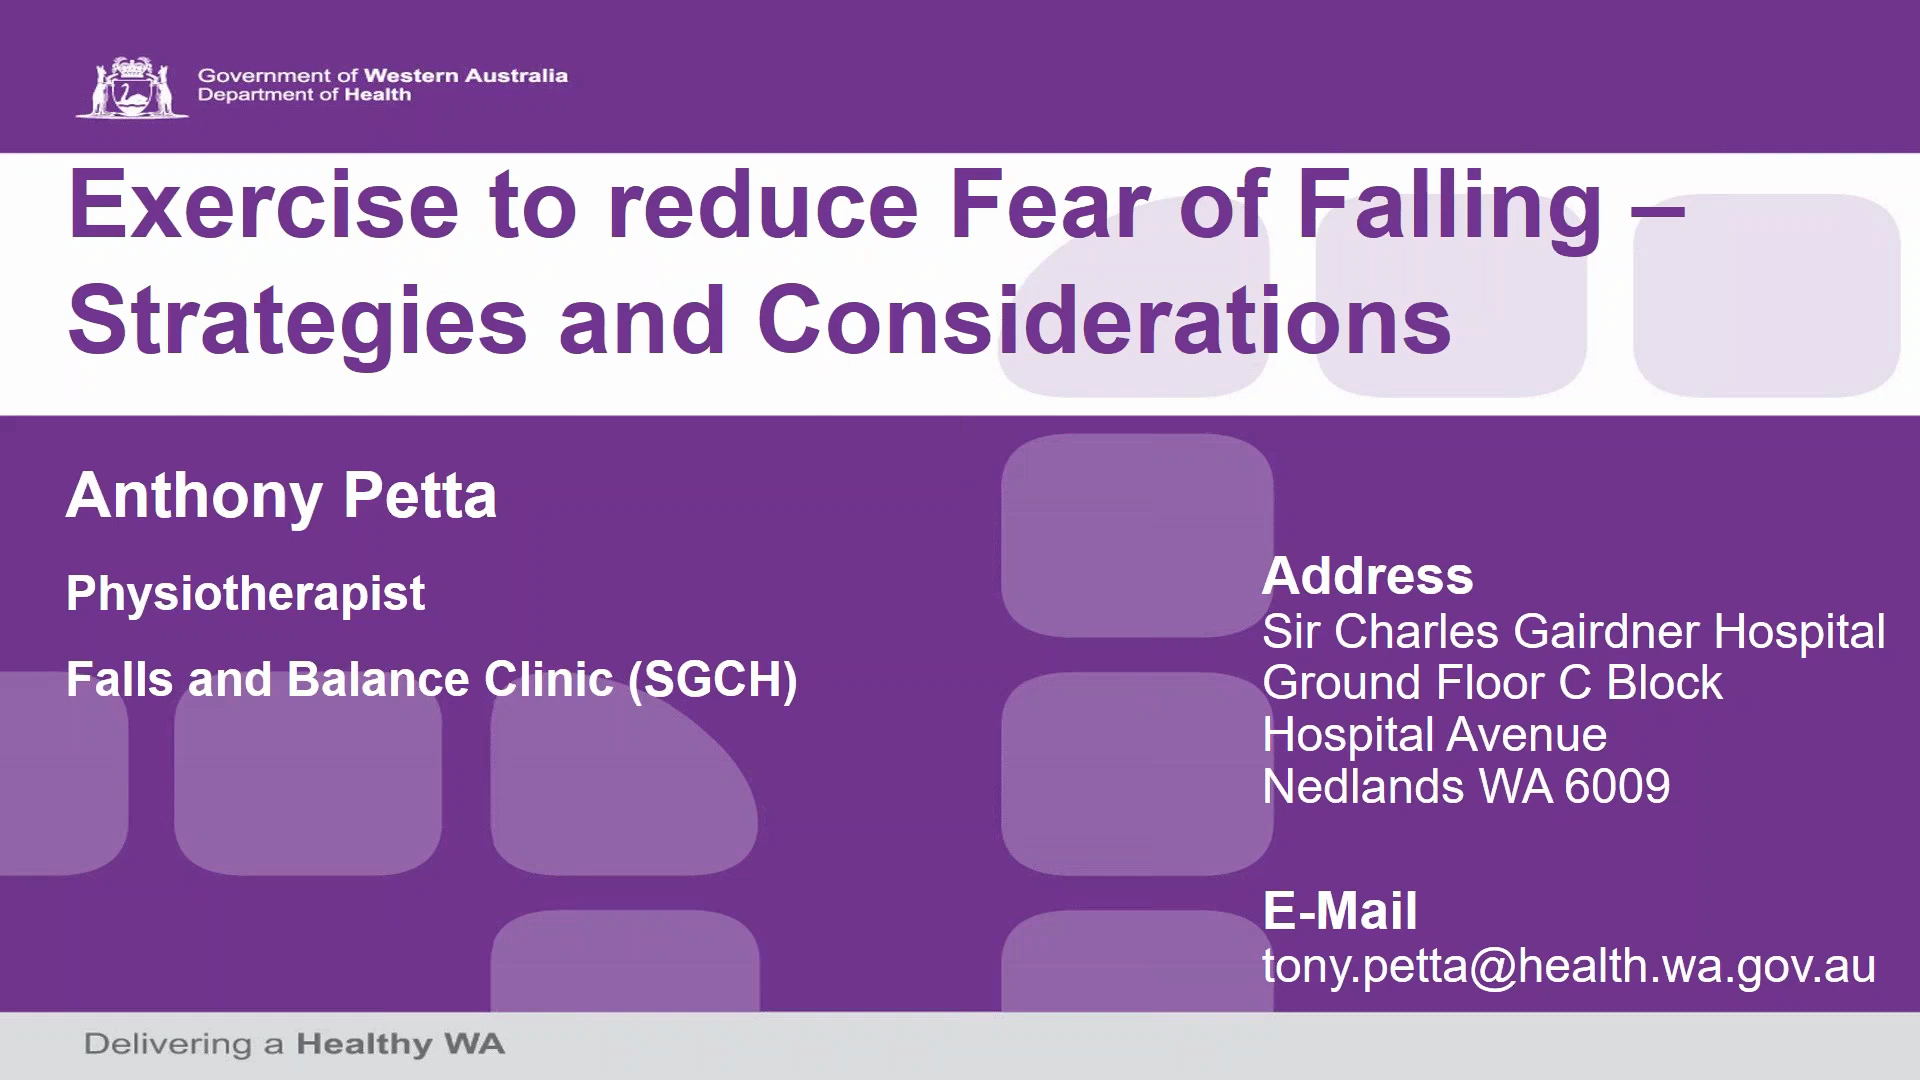 Government of Western Australia
Department of Health
Exercise to reduce Fear of Falling –
Strategies and Considerations
Anthony Petta
Physiotherapist
Falls and Balance Clinic (SGCH)
Address
Sir Charles Gairdner Hospital
Ground Floor C Block
Hospital Avenue
Nedlands WA 6009
E-Mail
tony.petta@health.wa.gov.au
Delivering a Healthy WA